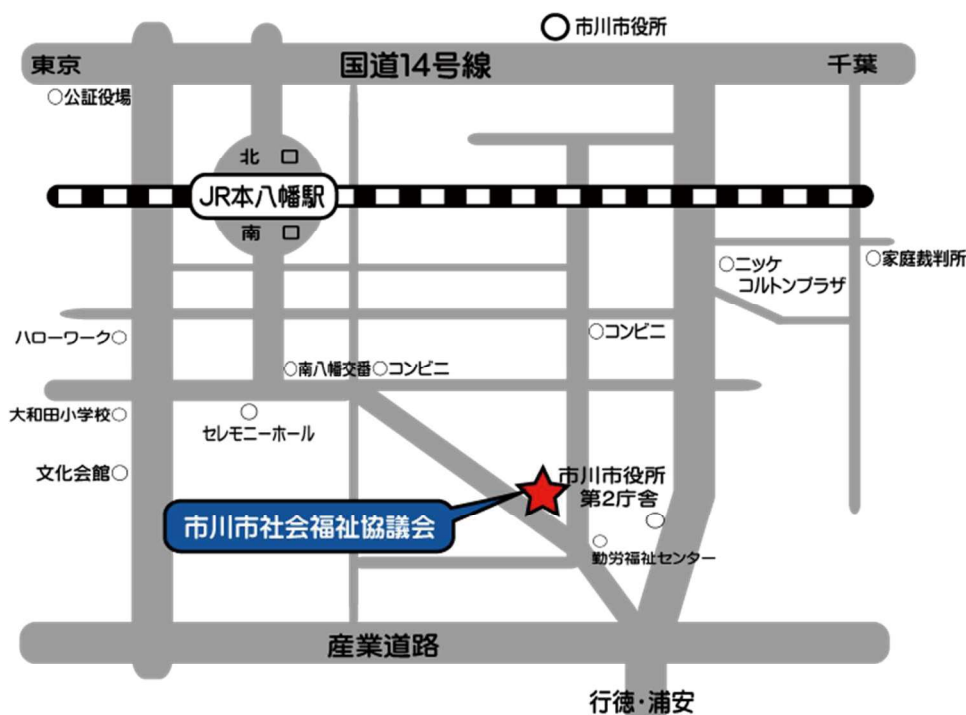 市川市役所
東京
国道14号線
千葉
公証役場
北口
JR本八幡駅
南口
家庭裁判所
ニッケ
コルトンプラザ
ハローワーク
コンビニ
南八幡交番
コンビニ
大和田小学校
セレモニーホール
文化会館
市川市役所
第2庁舎
市川市社会福祉協議会
勤労福祉センター
産業道路
行徳・浦安